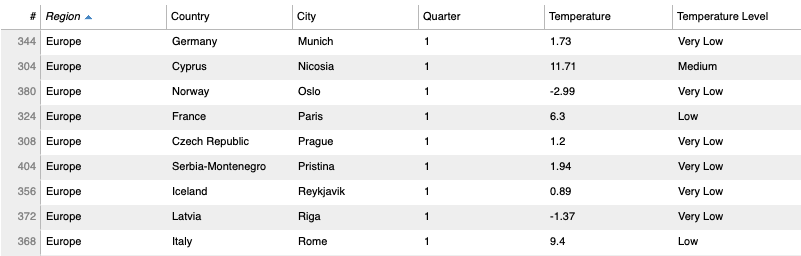 # Region Country City Quarter Temperature Temperature Level
344 Europe Germany Munich 1 1.73 Very Low
304 Europe Cyprus Nicosia 1 11.71 Medium
380 Europe Norway Oslo 1 -2.99 Very Low
324 Europe France Paris 1 6.3 Low
308 Europe Czech Republic Prague 1 1.2 Very Low
404 Europe Serbia-Montenegro Pristina 1 1.94 Very Low
356 Europe Iceland Reykjavik 1 0.89 Very Low
372 Europe Latvia Riga 1 -1.37 Very Low
368 Europe Italy Rome 1 9.4 Low